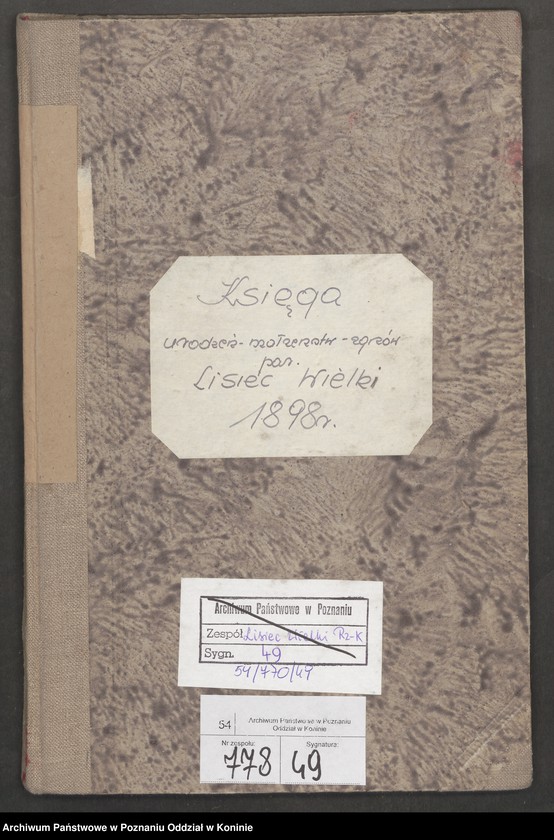 Księga
urodzeń-małżeństw-zgonów
par.
Lisiec Wielki
1898r.
Archiwum Państwowe w Poznaniu
Zespół Lisiec Wielki Rz-K
Sygn. 49
54/770/49
54 Archiwum Państwowe w Poznaniu
Oddział w Koninie
Nr zespołu: Sygnatura:
778 49
Archiwum Państwowe w Poznaniu Oddział w Koninie